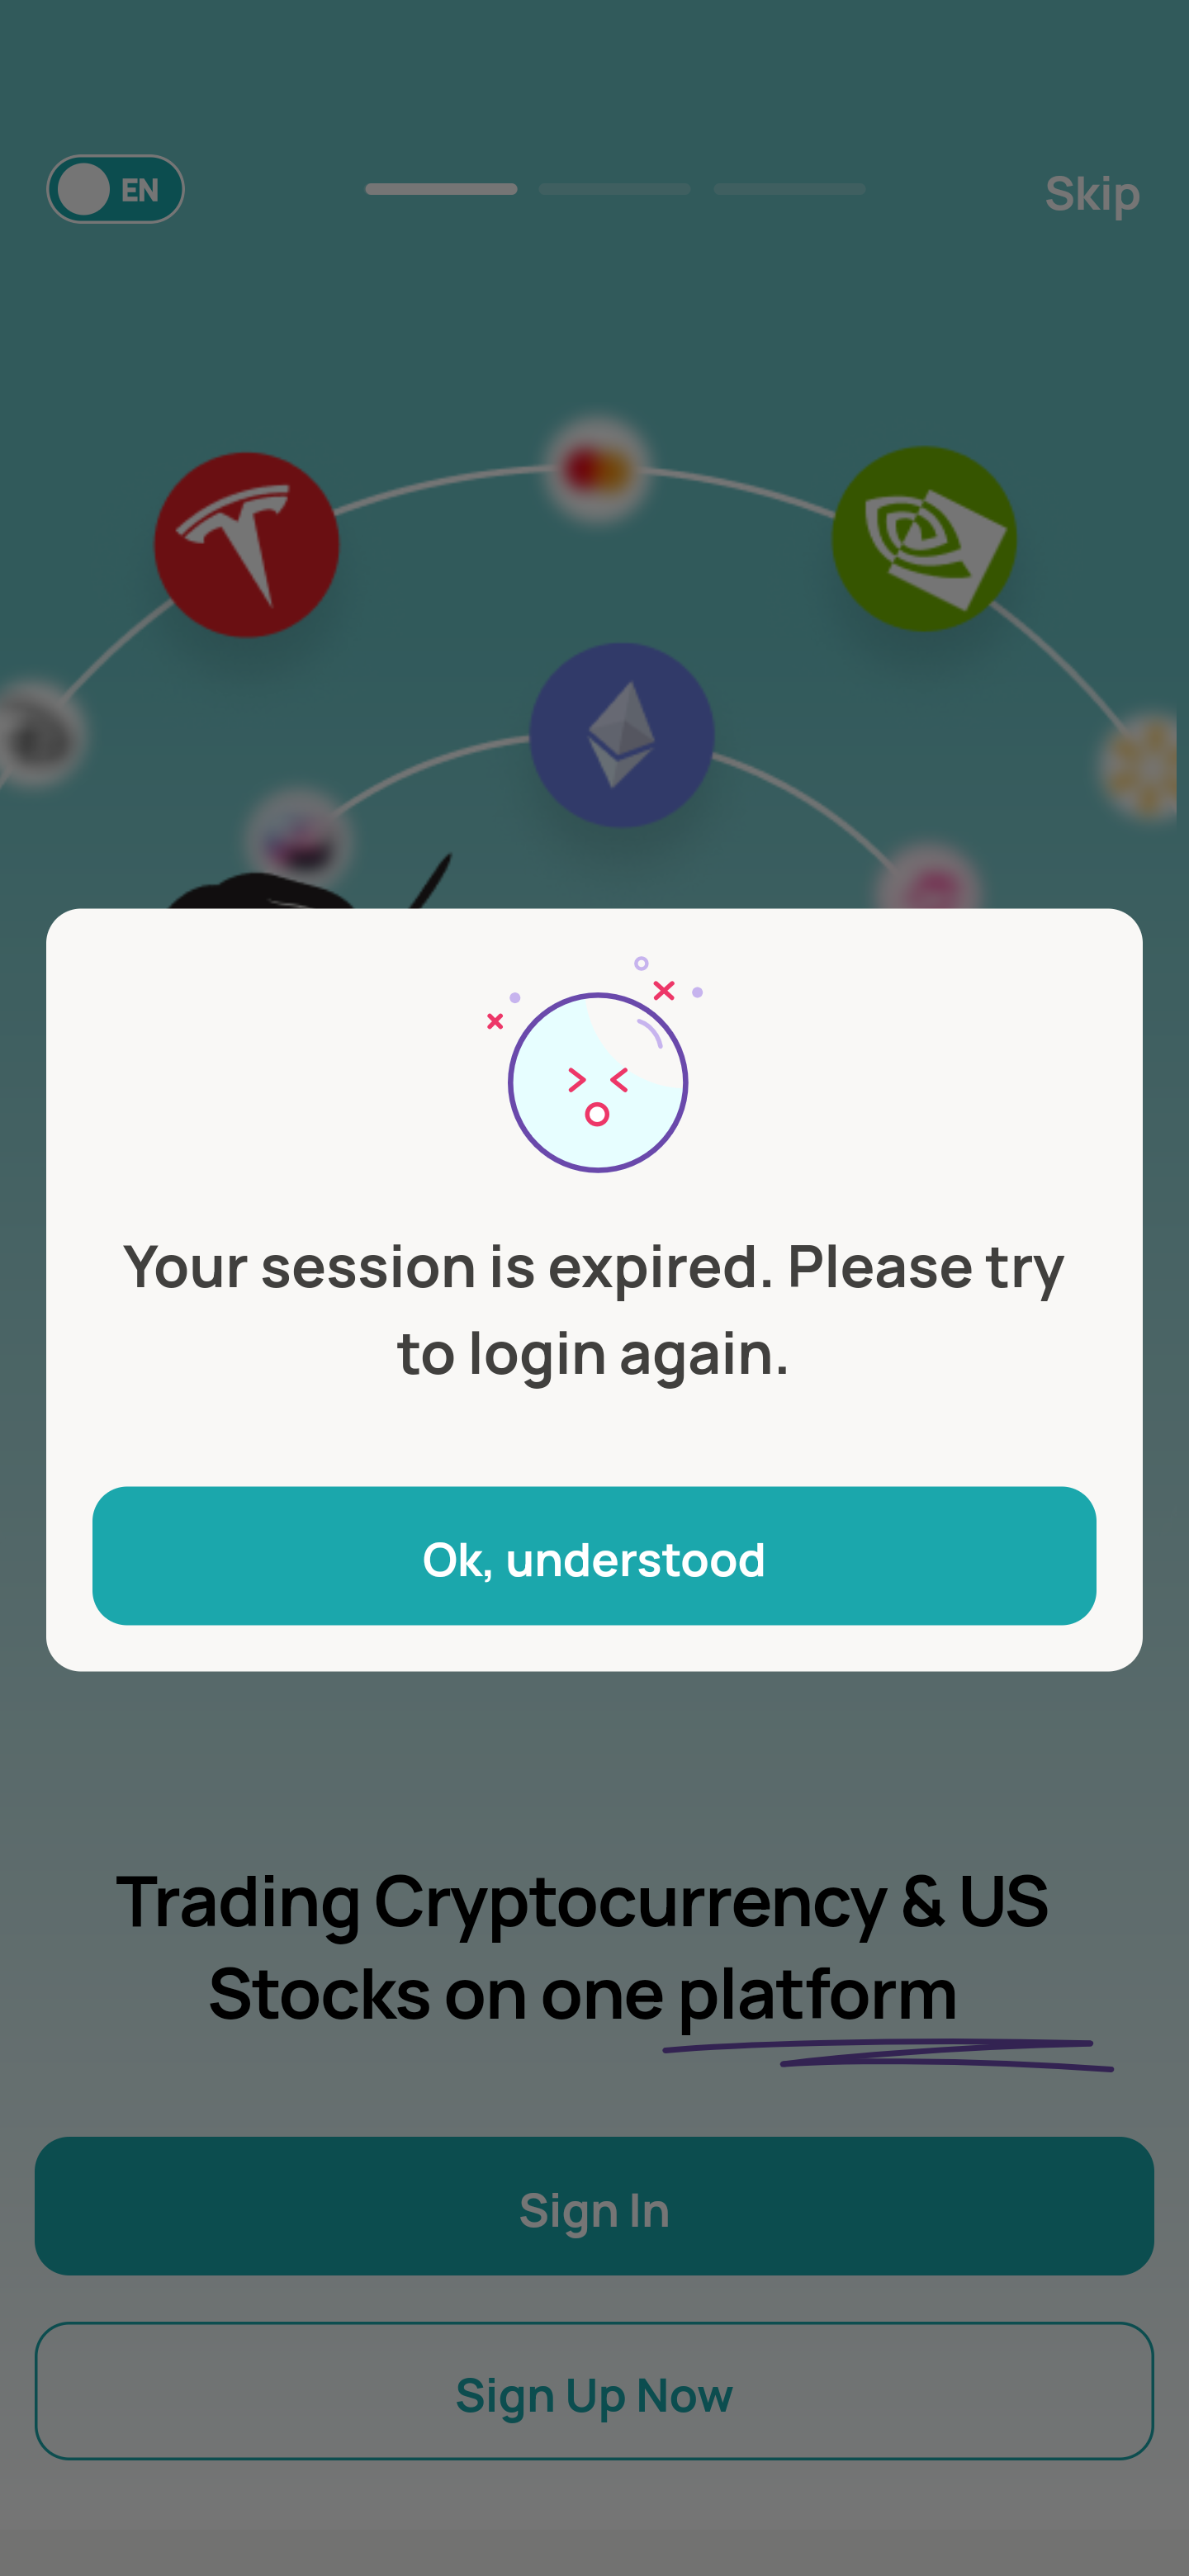 EN
Skip
Your session is expired. Please try
to login again.
Ok, understood
Trading Cryptocurrency & US
Stocks on one platform
Sign In
Sign Up Now